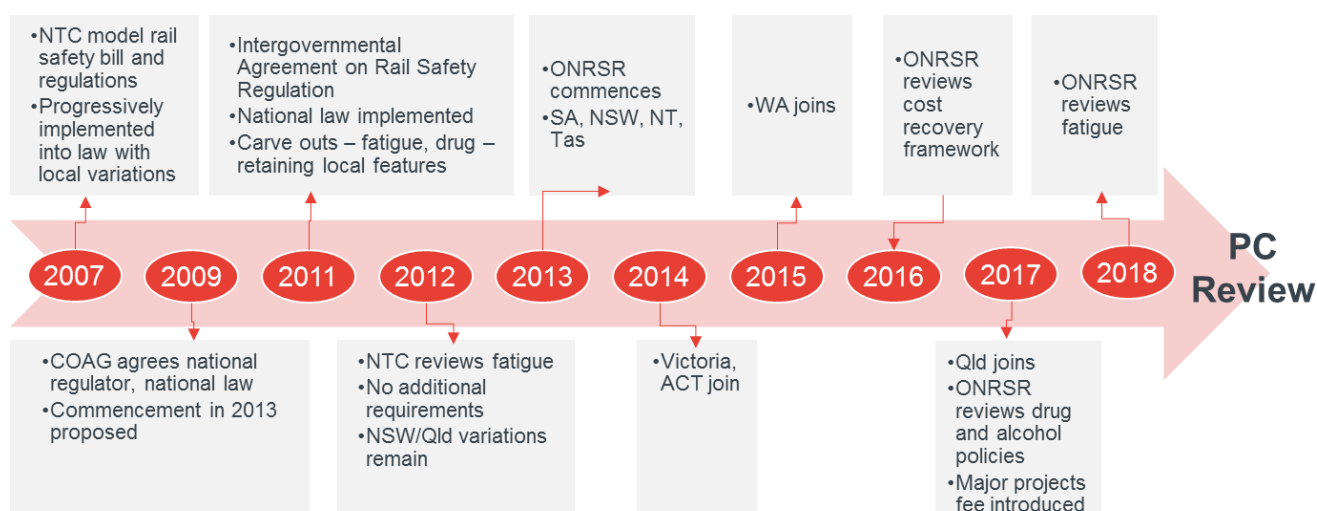 •NTC model rail
safety bill and
regulations
•Progressively
implemented
into law with
local variations
•Intergovernmental
Agreement on Rail Safety
Regulation
•National law implemented
•Carve outs – fatigue, drug –
retaining local features
•ONRSR
commences
•SA, NSW, NT,
Tas
•WA joins
•ONRSR
reviews
cost
recovery
framework
•ONRSR
reviews
fatigue
2007
2009
2011
2012
2013
2014
2015
2016
2017
2018
PC
Review
•COAG agrees national
regulator, national law
•Commencement in 2013
proposed
•NTC reviews fatigue
•No additional
requirements
•NSW/Qld variations
remain
•Victoria,
ACT join
•Qld joins
•ONRSR
reviews drug
and alcohol
policies
•Major projects
fee introduced